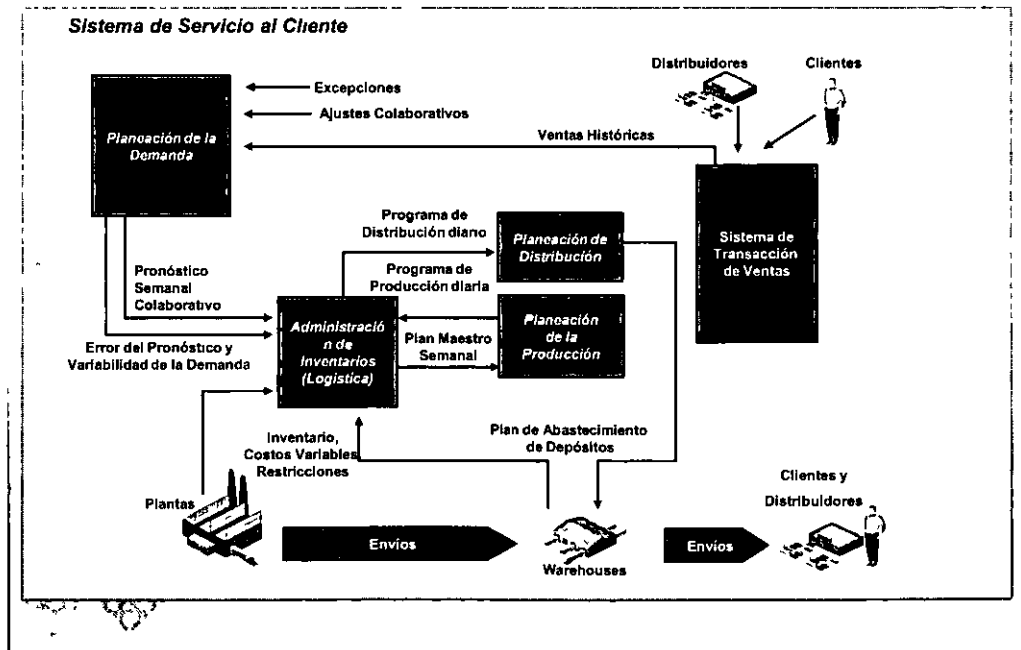 Sistema de Servicio al Cliente
Distribuidores
Clientes
Excepciones
Ajustes Colaborativos
Planeación de la
Demanda
Ventas Históricas
Programa de
Distribución diario
Planeación de
Distribución
Sistema de
Transacción
de Ventas
Pronóstico
Semanal
Colaborativo
Programa de
Producción diaria
Administració
n de
Inventarios
(Logistica)
Planeación
de la
Producción
Plan Maestro
Semanal
Error del Pronóstico y
Variabilidad de la Demanda
Inventario,
Costos Variables
Restricciones
Plan de Abastecimiento
de Depósitos
Plantas
Clientes y
Distribuidores
Envíos
Warehouses
Envíos